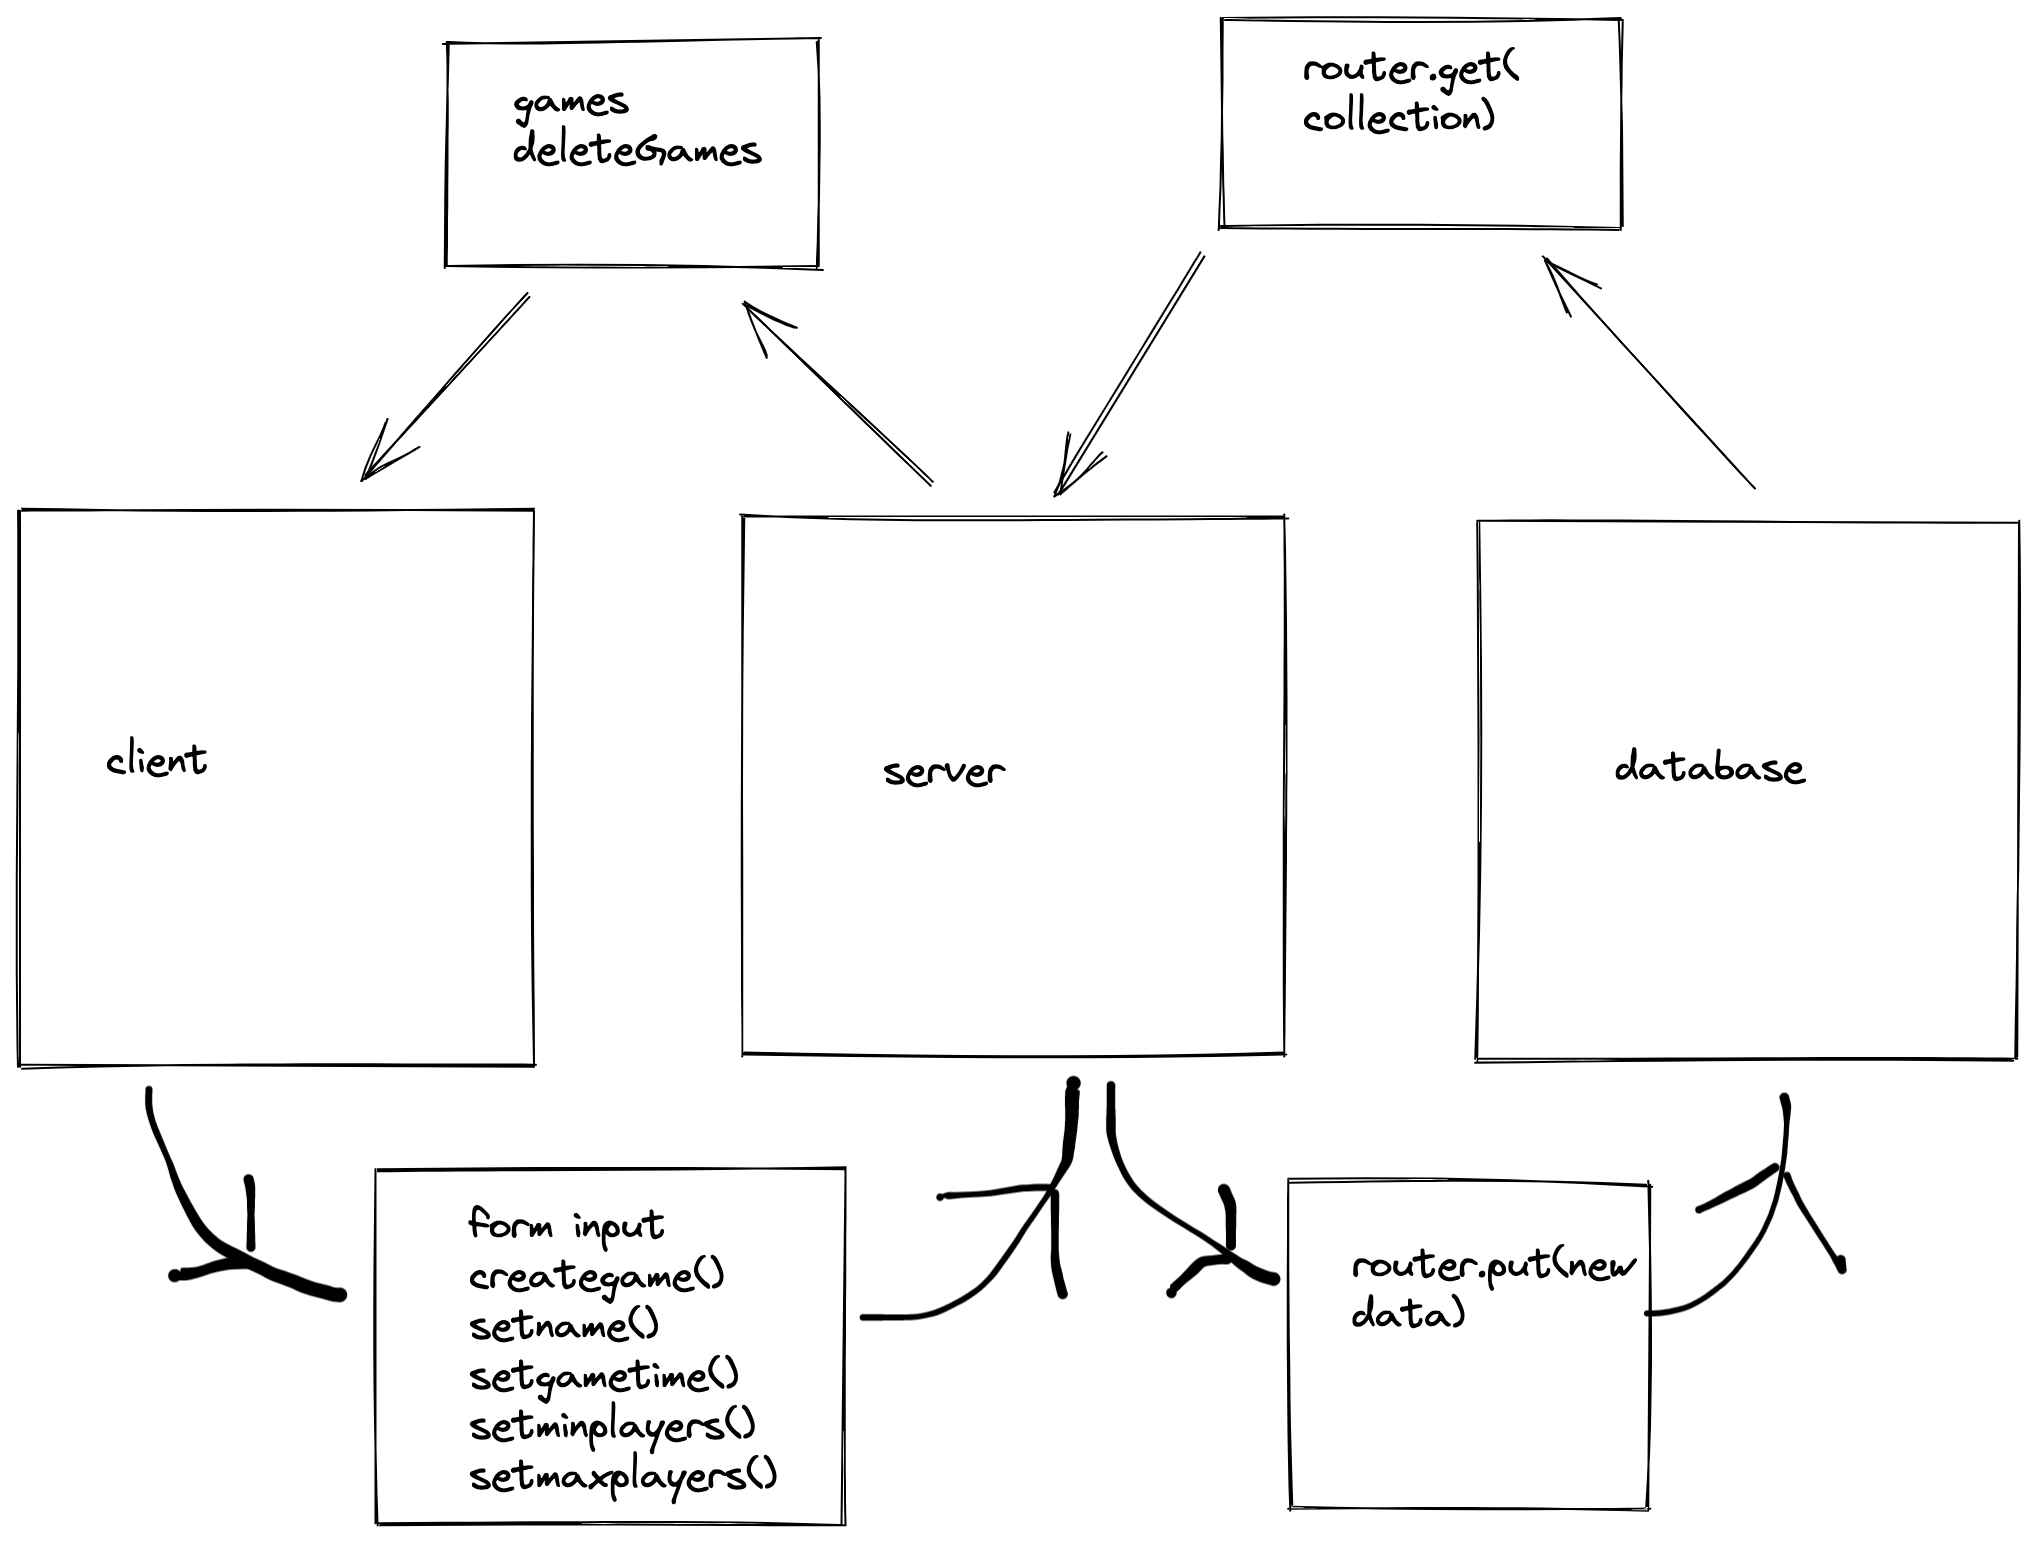 games
deleteGames
router.get(
collection)
client
server
database
form input
creategame()
setname()
setgametime()
setminplayers()
setmaxplayers()
router.put(new
data)